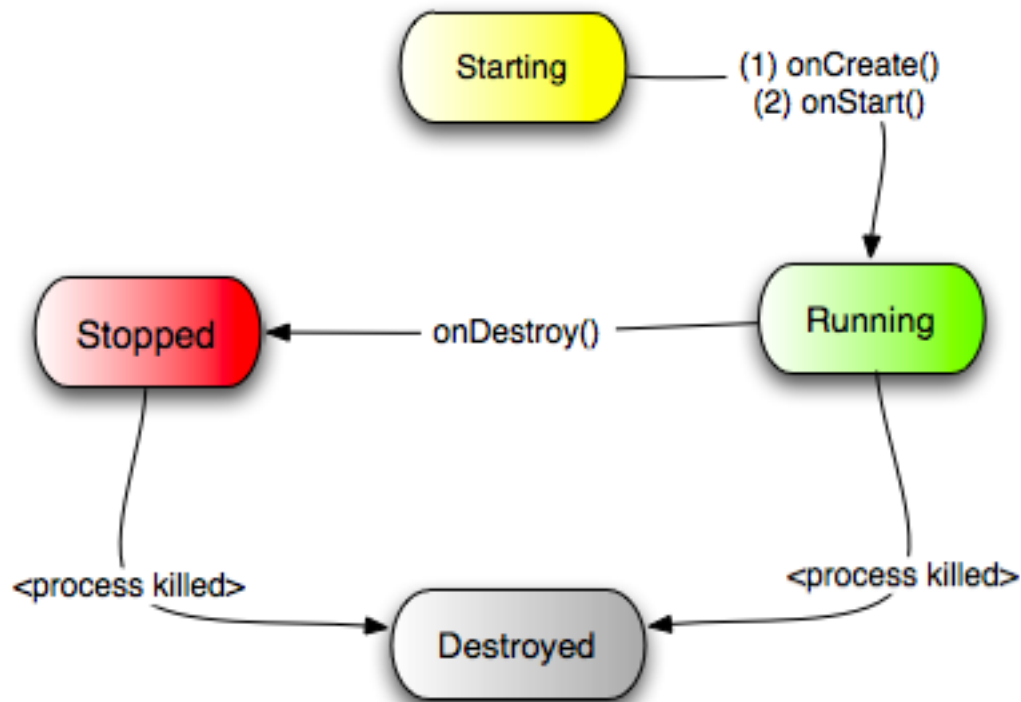 Starting
(1) onCreate()
(2) onStart()
Stopped
onDestroy()
Running
<process killed>
<process killed>
Destroyed